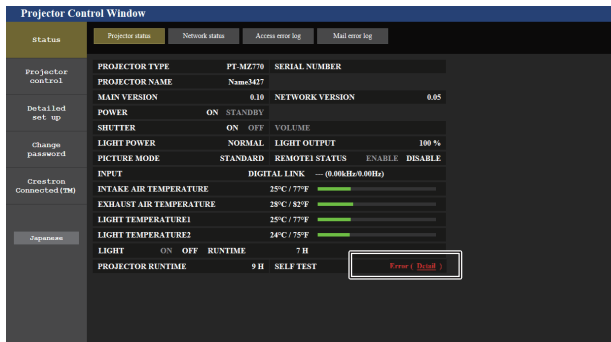 Projector Control Window
Status
Projector status Network status Access error log Mail error log
Projector control
Detailed set up
Change password
Crestron Connected(TM)
Japanese
PROJECTOR TYPE PT-MZ770 SERIAL NUMBER
PROJECTOR NAME Name3427
MAIN VERSION 0.10 NETWORK VERSION 0.05
POWER ON STANDBY
SHUTTER ON OFF VOLUME
LIGHT POWER NORMAL LIGHT OUTPUT 100 %
PICTURE MODE STANDARD REMOTE1 STATUS ENABLE DISABLE
INPUT DIGITAL LINK --- (0.00kHz/0.00Hz)
INTAKE AIR TEMPERATURE 25°C / 77°F
EXHAUST AIR TEMPERATURE 28°C / 82°F
LIGHT TEMPERATURE1 25°C / 77°F
LIGHT TEMPERATURE2 24°C / 75°F
LIGHT ON OFF RUNTIME 7 H
PROJECTOR RUNTIME 9 H SELF TEST Error ( Detail )